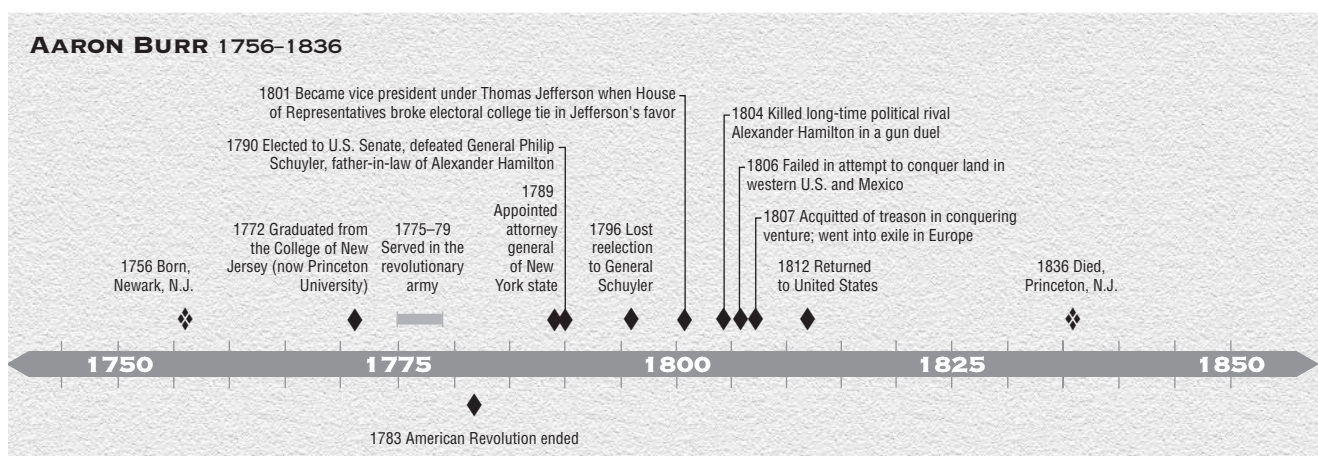 AARON BURR 1756–1836
1801 Became vice president under Thomas Jefferson when House
of Representatives broke electoral college tie in Jefferson's favor
1790 Elected to U.S. Senate, defeated General Philip
Schuyler, father-in-law of Alexander Hamilton
1804 Killed long-time political rival
Alexander Hamilton in a gun duel
1806 Failed in attempt to conquer land in
western U.S. and Mexico
1807 Acquitted of treason in conquering
venture; went into exile in Europe
1756 Born,
Newark, N.J.
1772 Graduated from
the College of New
Jersey (now Princeton
University)
1775–79
Served in the
revolutionary
army
1789
Appointed
attorney
general
of New
York state
1796 Lost
reelection
to General
Schuyler
1812 Returned
to United States
1836 Died,
Princeton, N.J.
1750 1775 1800 1825 1850
1783 American Revolution ended